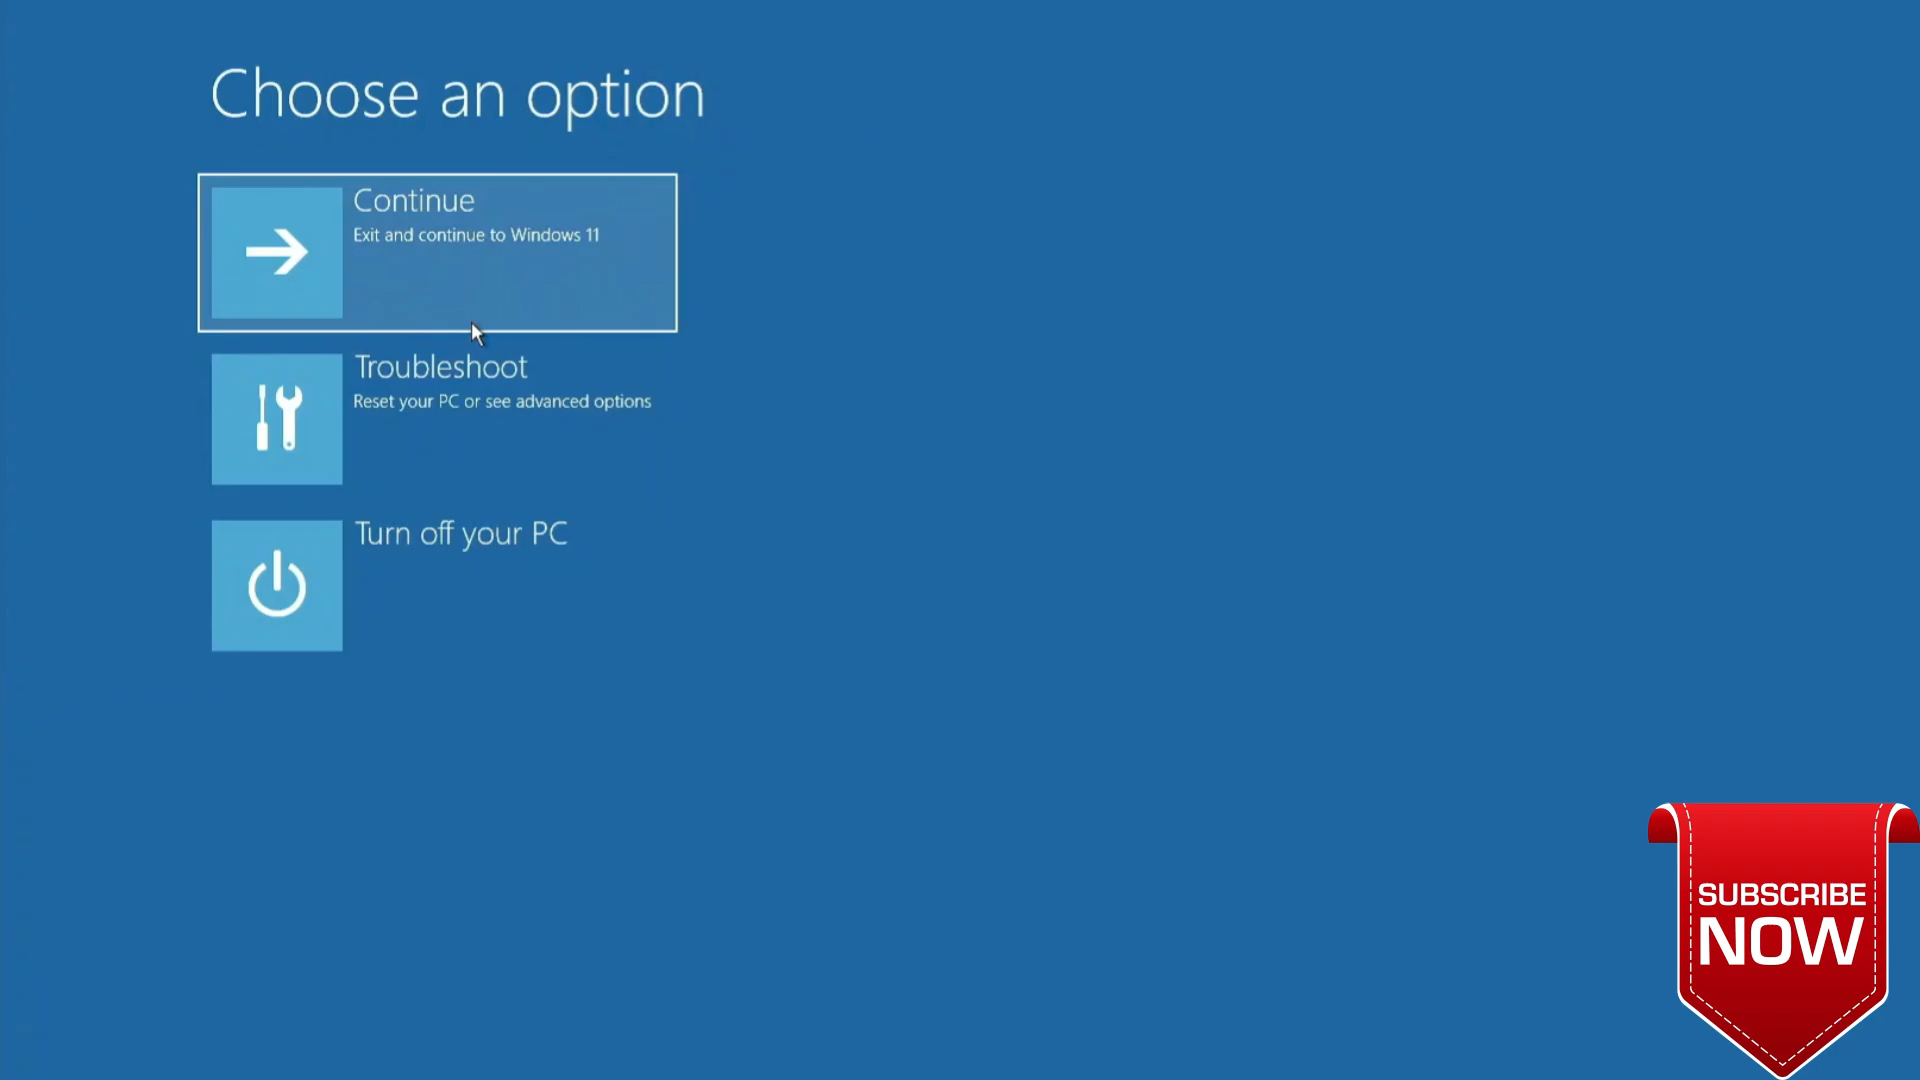 Choose an option
Continue
Exit and continue to Windows 11
Troubleshoot
Reset your PC or see advanced options
Turn off your PC
SUBSCRIBE
NOW